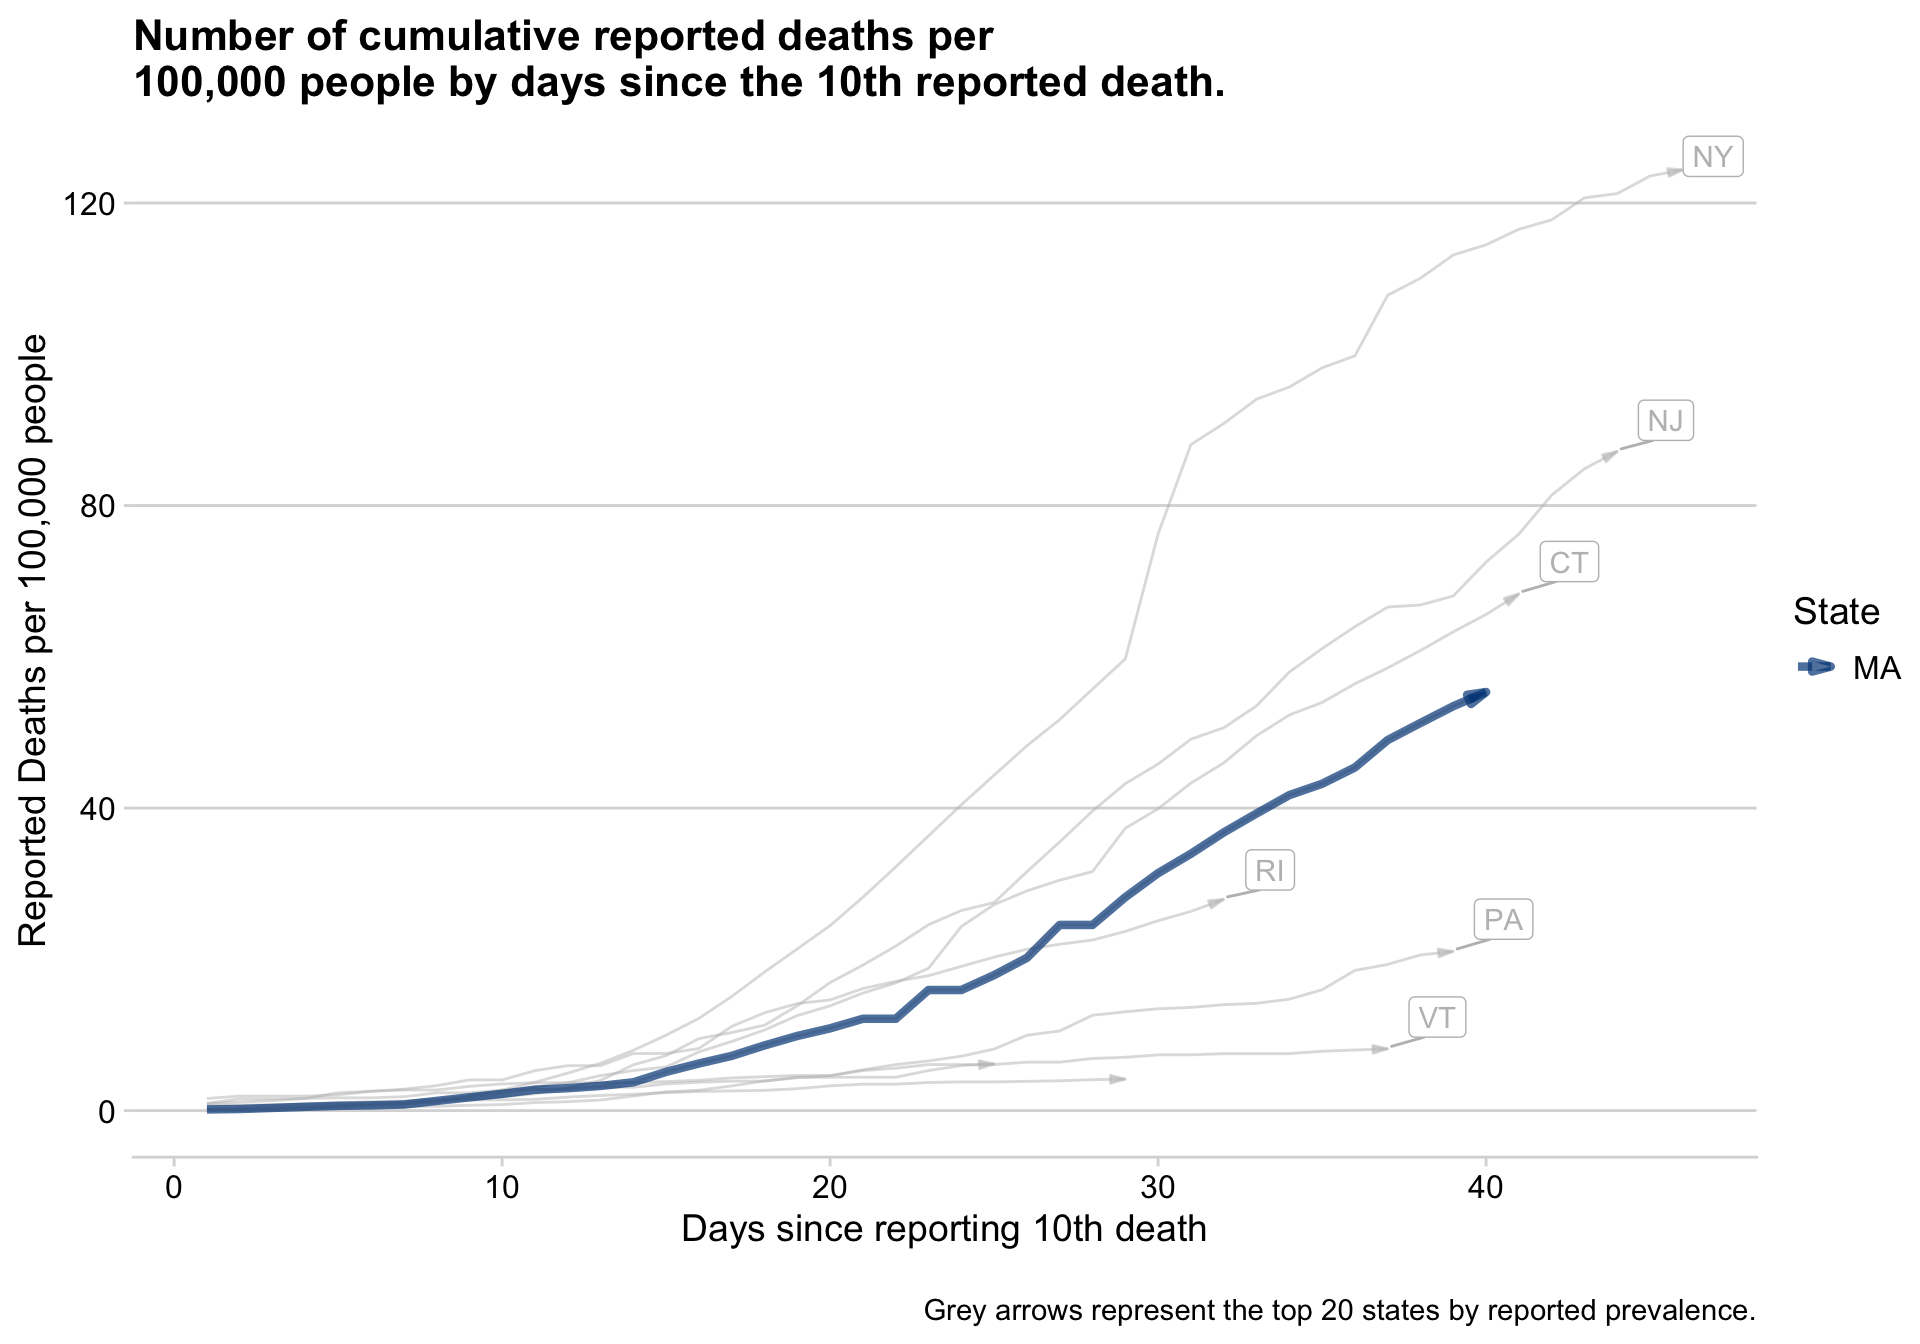 Number of cumulative reported deaths per
100,000 people by days since the 10th reported death.
NY
120
NJ
80
CT
State
MA
40
RI
PA
VT
0
Reported Deaths per 100,000 people
0 10 20 30 40
Days since reporting 10th death
Grey arrows represent the top 20 states by reported prevalence.